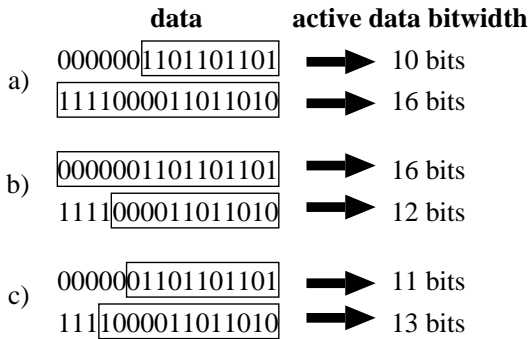 data active data bitwidth
a) 0000001101101101 10 bits
1111000011011010 16 bits
b) 0000001101101101 16 bits
1111000011011010 12 bits
c) 0000001101101101 11 bits
1111000011011010 13 bits